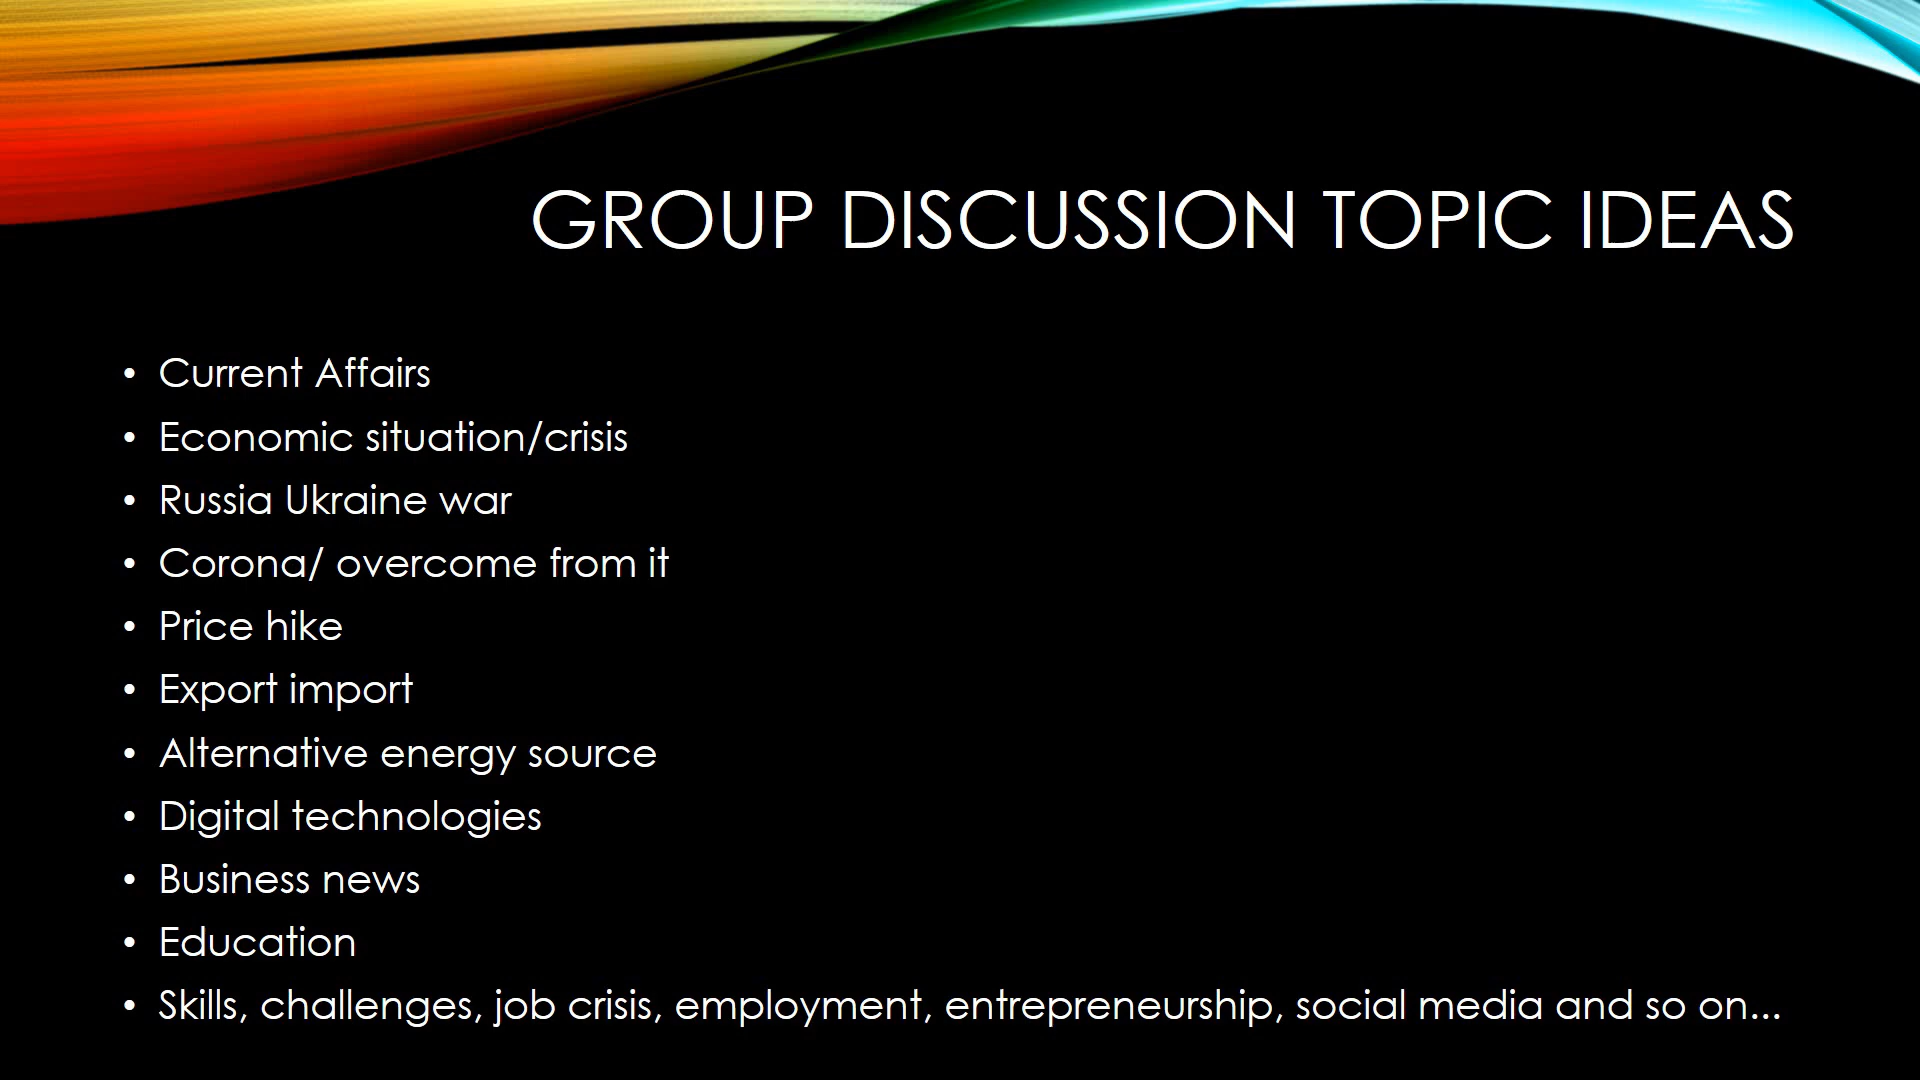 GROUP DISCUSSION TOPIC IDEAS
• Current Affairs
• Economic situation/crisis
• Russia Ukraine war
• Corona/ overcome from it
• Price hike
• Export import
• Alternative energy source
• Digital technologies
• Business news
• Education
• Skills, challenges, job crisis, employment, entrepreneurship, social media and so on...